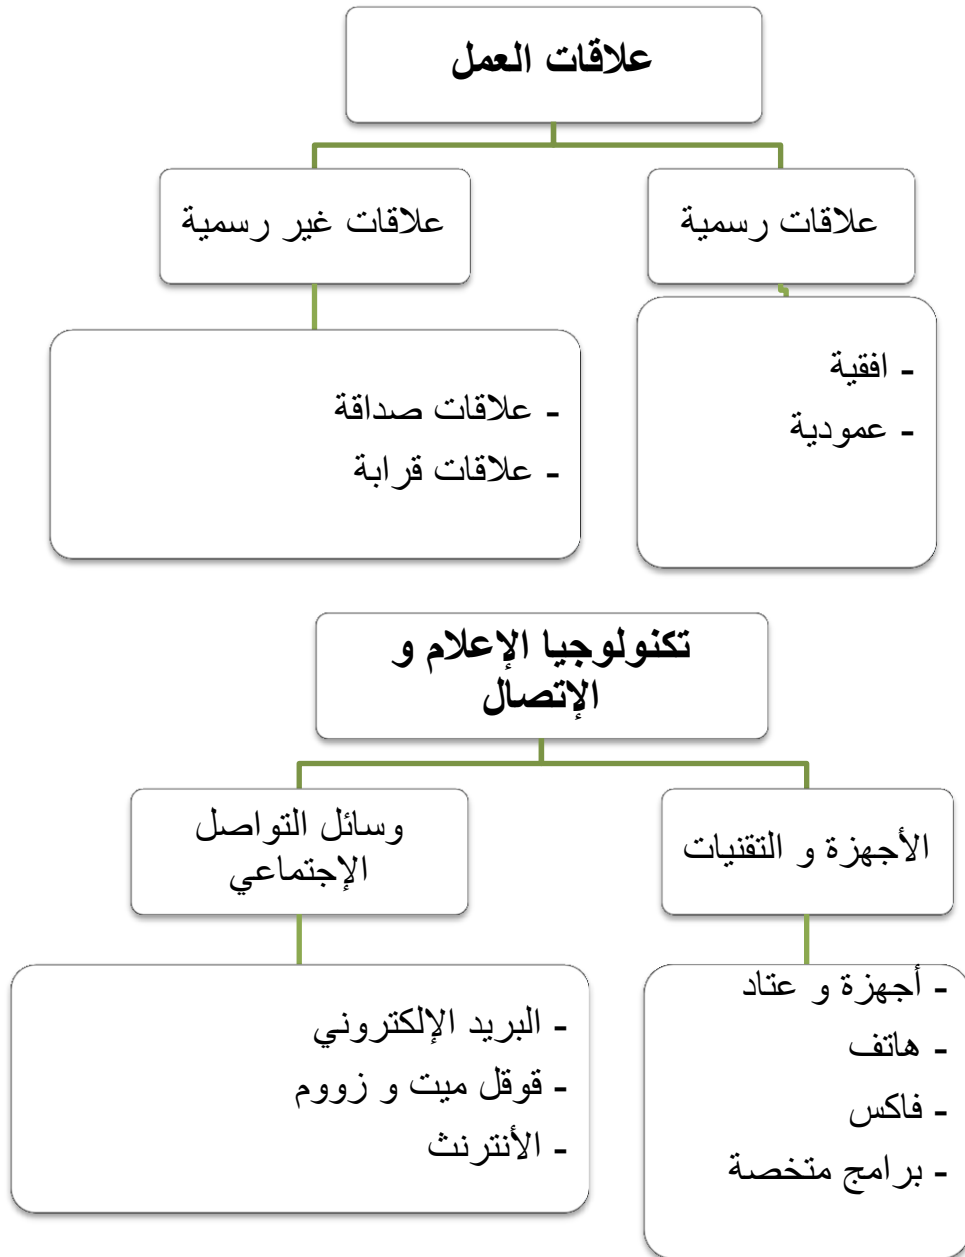 علاقات العمل
علاقات رسمية
علاقات غير رسمية
- افقية
- عمودية
- علاقات صداقة
- علاقات قرابة
تكنولوجيا الإعلام و
الإتصال
الأجهزة و التقنيات
وسائل التواصل
الإجتماعي
- أجهزة و عتاد
- هاتف
- فاكس
- برامج متخصة
- البريد الإلكتروني
- قوقل ميت و زووم
- الأنترنث